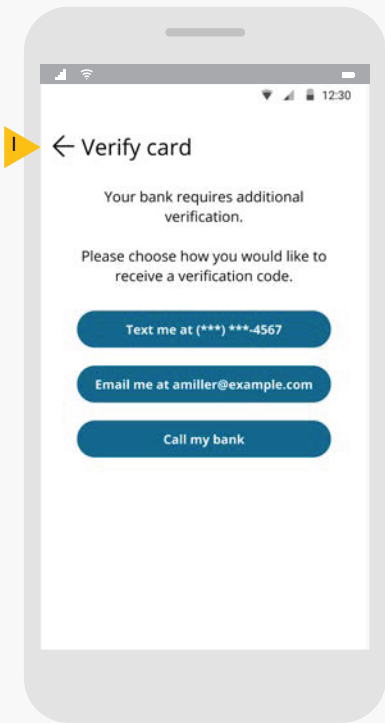 12:30
I
Verify card
Your bank requires additional
verification.
Please choose how you would like to
receive a verification code.
Text me at (***) ***-4567
Email me at amiller@example.com
Call my bank